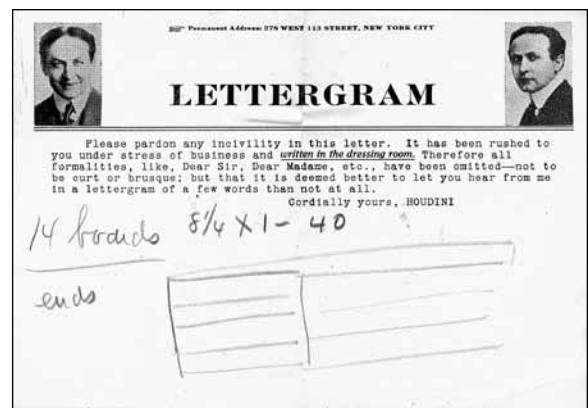 Permanent Address: 278 WEST 113 STREET, NEW YORK CITY
LETTERGRAM
Please pardon any incivility in this letter. It has been rushed to
you under stress of business and written in the dressing room. Therefore all
formalities, like, Dear Sir, Dear Madame, etc., have been omitted—not to
be curt or brusque; but that it is deemed better to let you hear from me
in a lettergram of a few words than not at all.
Cordially yours, HOUDINI
14 boards 8¼ X 1 - 40
ends